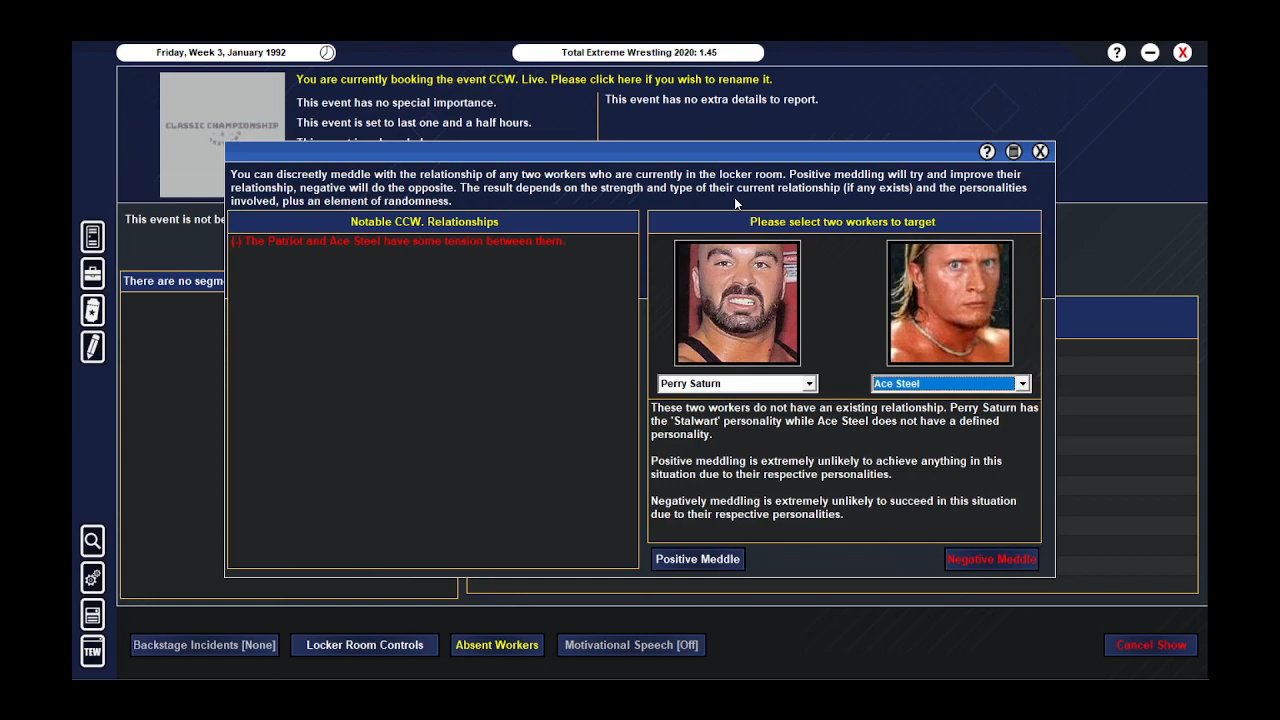 Friday, Week 3, January 1992
Total Extreme Wrestling 2020: 1.45
?
X
You are currently booking the event CCW. Live. Please click here if you wish to rename it.
This event has no special importance.
This event has no extra details to report.
This event is set to last one and a half hours.
CLASSIC CHAMPIONSHIP
?
X
You can discreetly meddle with the relationship of any two workers who are currently in the locker room. Positive meddling will try and improve their
relationship, negative will do the opposite. The result depends on the strength and type of their current relationship (if any exists) and the personalities
involved, plus an element of randomness.
This event is not be
Notable CCW. Relationships
Please select two workers to target
(-) The Patriot and Ace Steel have some tension between them.
There are no segm
Perry Saturn
Ace Steel
These two workers do not have an existing relationship. Perry Saturn has
the 'Stalwart' personality while Ace Steel does not have a defined
personality.
Positive meddling is extremely unlikely to achieve anything in this
situation due to their respective personalities.
Negatively meddling is extremely unlikely to succeed in this situation
due to their respective personalities.
Positive Meddle
Negative Meddle
Backstage Incidents [None]
Locker Room Controls
Absent Workers
Motivational Speech [Off]
Cancel Show
TEW